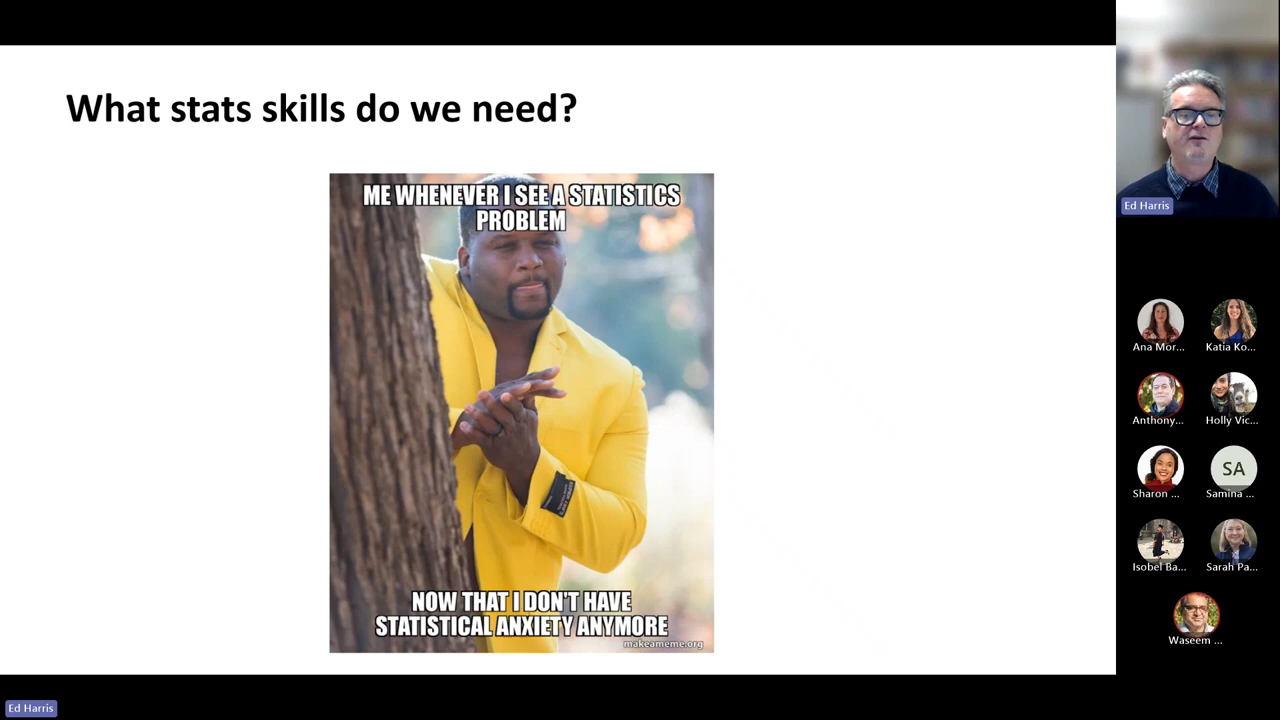 What stats skills do we need?
ME WHENEVER I SEE A STATISTICS
PROBLEM
NOW THAT I DON'T HAVE
STATISTICAL ANXIETY ANYMORE
makeameme.org
Ed Harris
Ana Mor...
Katia Ko...
Anthony...
Holly Vic...
Sharon ...
SA
Samina ...
Isobel Ba...
Sarah Pa...
Waseem ...
Ed Harris